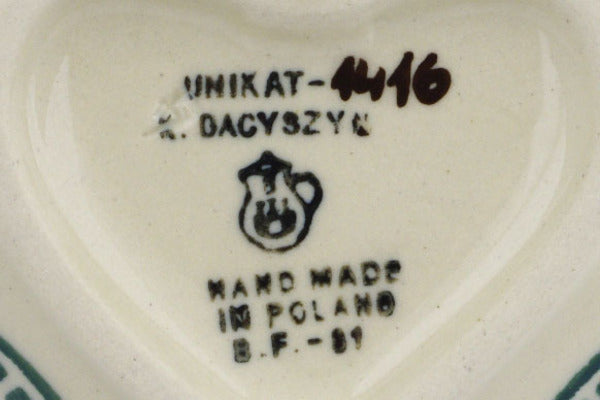 UNIKAT-1416
K. DACYSZYN
HAND MADE
IN POLAND
B.F.-81